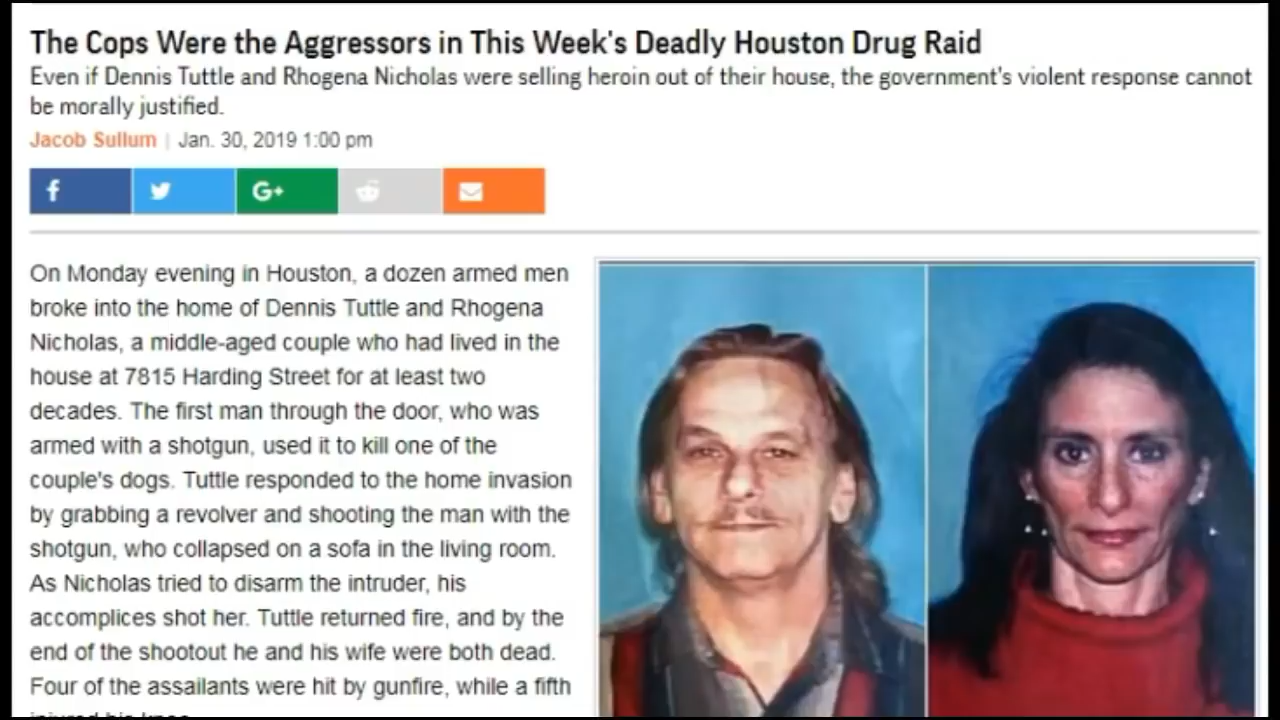 The Cops Were the Aggressors in This Week's Deadly Houston Drug Raid
Even if Dennis Tuttle and Rhogena Nicholas were selling heroin out of their house, the government's violent response cannot
be morally justified.
Jacob Sullum | Jan. 30, 2019 1:00 pm
f G+
On Monday evening in Houston, a dozen armed men
broke into the home of Dennis Tuttle and Rhogena
Nicholas, a middle-aged couple who had lived in the
house at 7815 Harding Street for at least two
decades. The first man through the door, who was
armed with a shotgun, used it to kill one of the
couple's dogs. Tuttle responded to the home invasion
by grabbing a revolver and shooting the man with the
shotgun, who collapsed on a sofa in the living room.
As Nicholas tried to disarm the intruder, his
accomplices shot her. Tuttle returned fire, and by the
end of the shootout he and his wife were both dead.
Four of the assailants were hit by gunfire, while a fifth